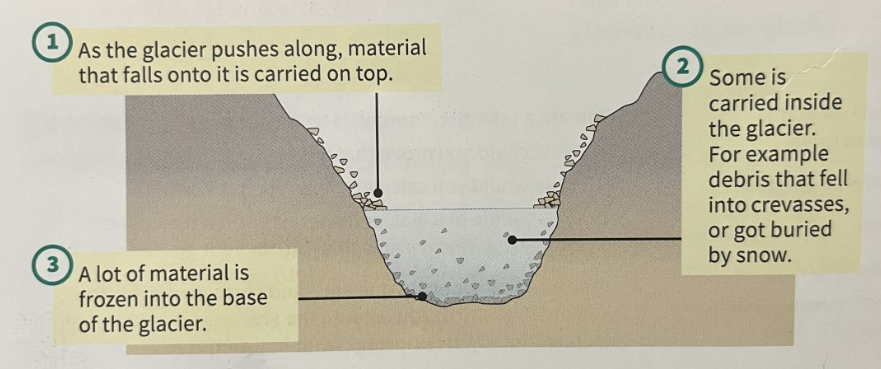 1
As the glacier pushes along, material
that falls onto it is carried on top.
2
Some is
carried inside
the glacier.
For example
debris that fell
into crevasses,
or got buried
by snow.
3
A lot of material is
frozen into the base
of the glacier.